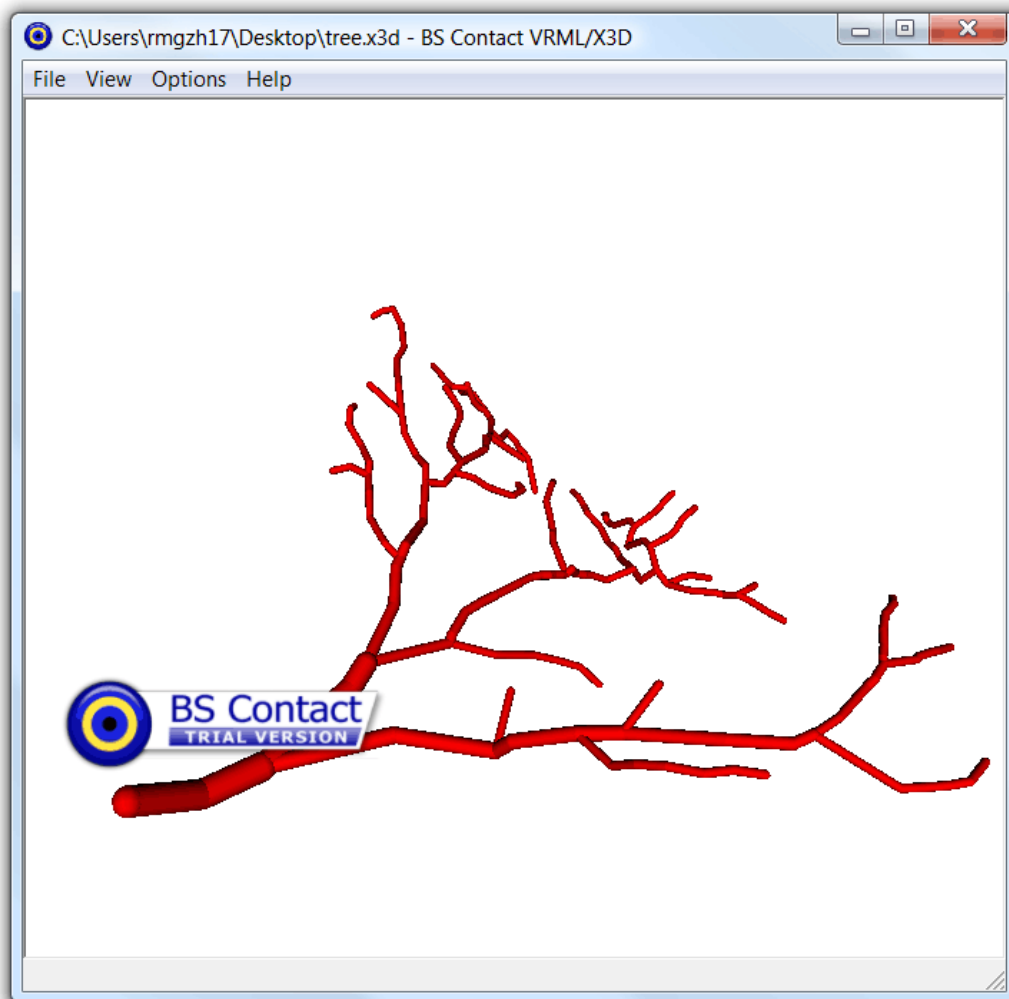 C:\Users\rmgzh17\Desktop\tree.x3d - BS Contact VRML/X3D
File View Options Help
BS Contact
TRIAL VERSION